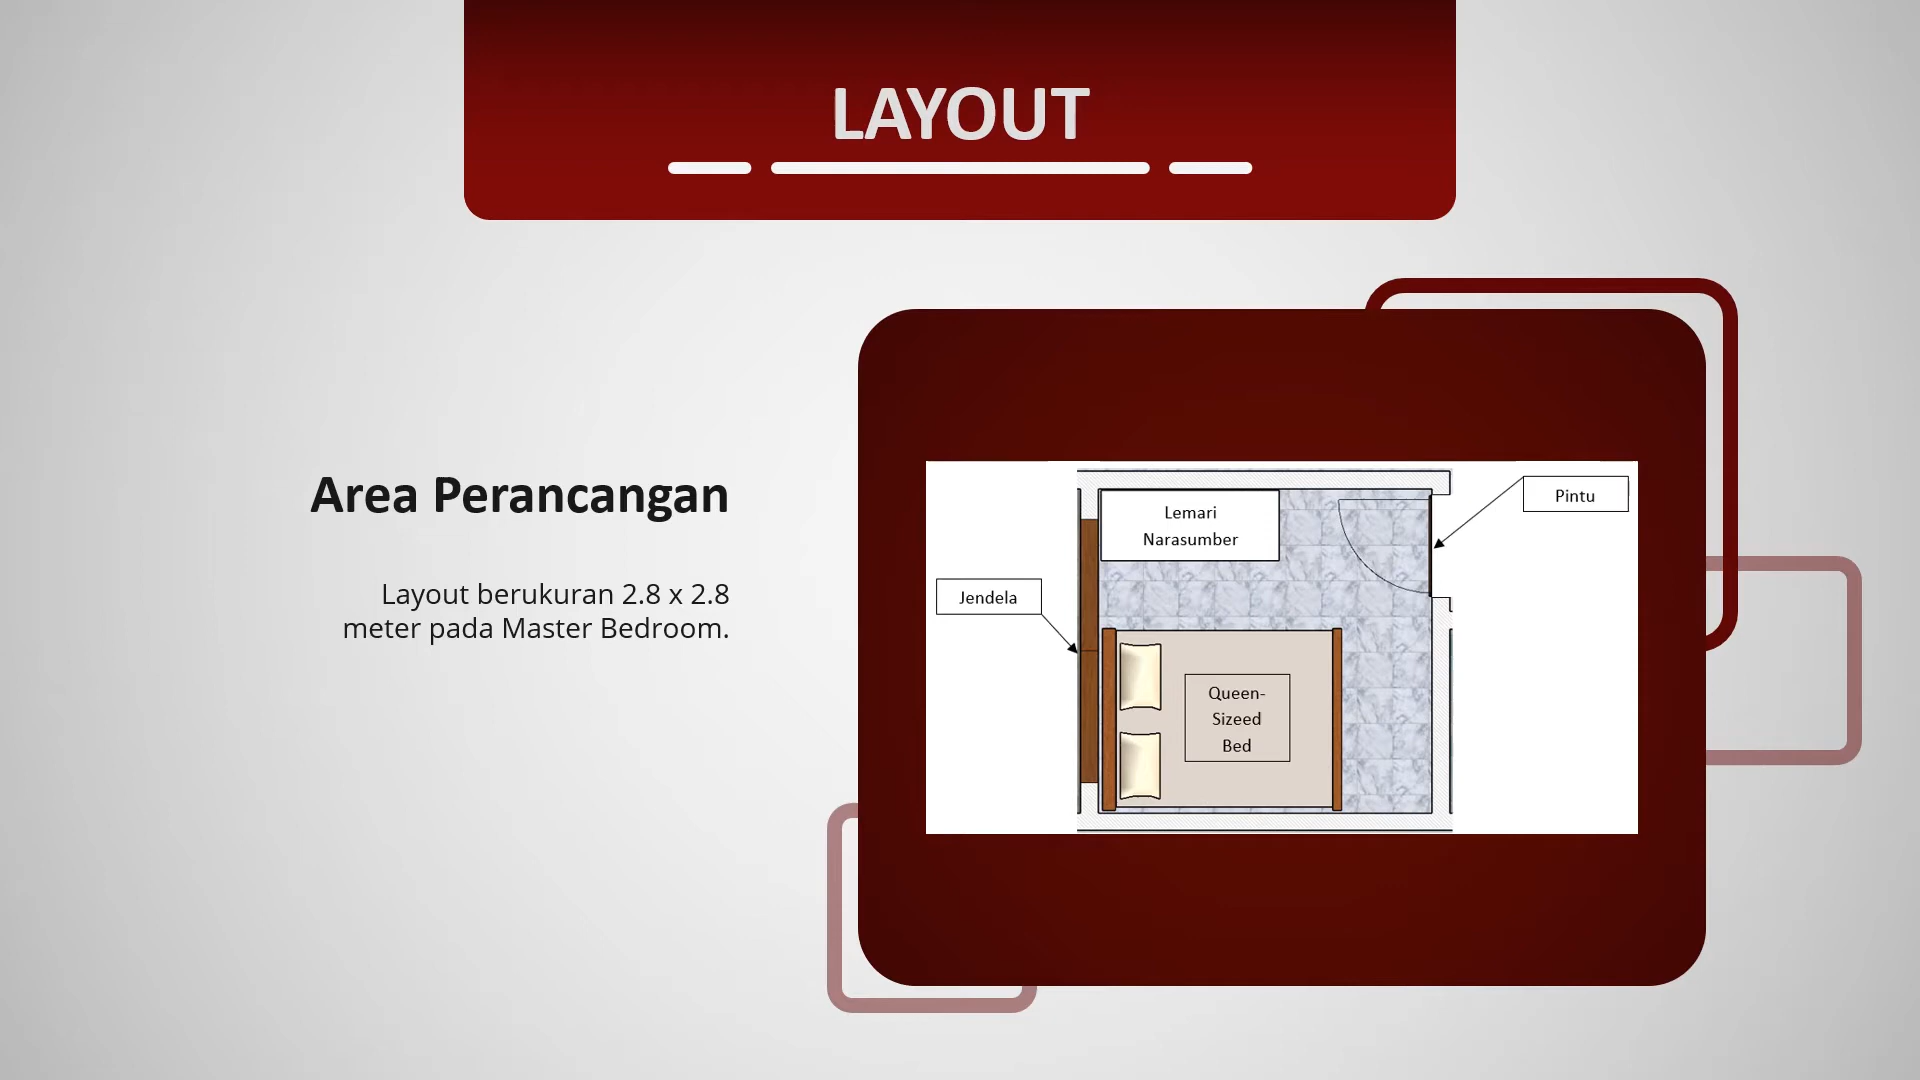 LAYOUT
Area Perancangan
Layout berukuran 2.8 x 2.8
meter pada Master Bedroom.
Lemari
Narasumber
Pintu
Jendela
Queen-
Sizeed
Bed